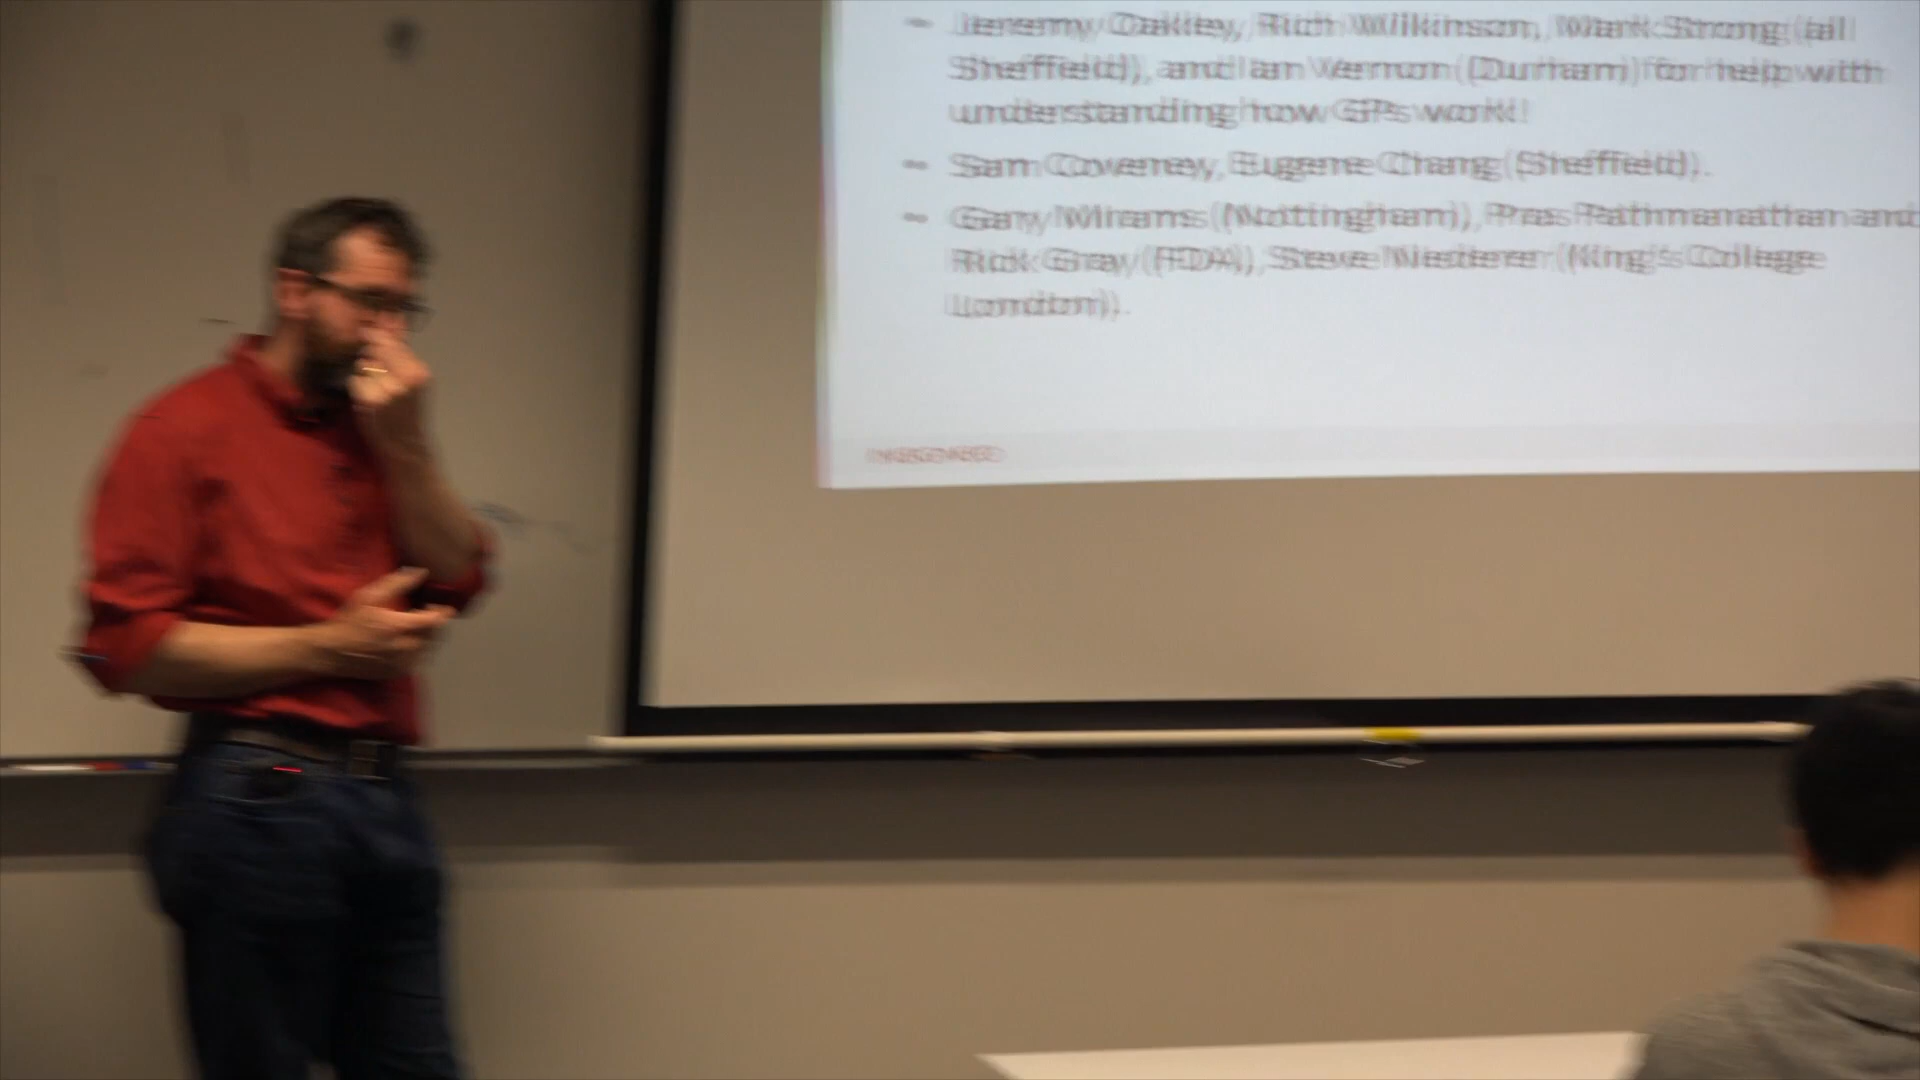 - Jeremy Oakley, Rich Wilkinson, Mark Strong (all
Sheffield), and Ian Vernon (Durham) for help with
understanding how GPs work!
- Sam Coveney, Eugene Chang (Sheffield).
- Gary Mirams (Nottingham), Pras Pathmanathan and
Rick Gray (FDA), Steve Niederer (King's College
London).